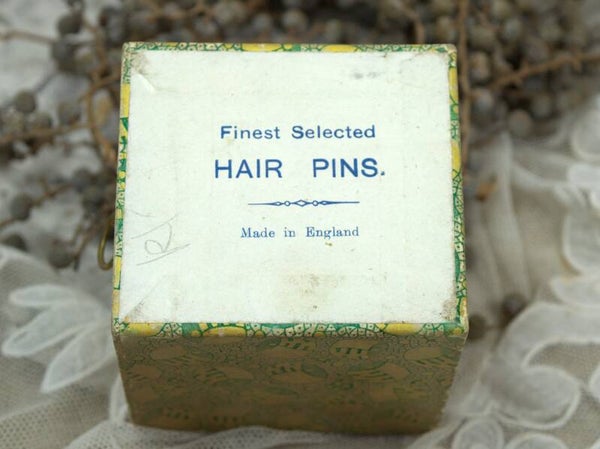 Finest Selected
HAIR PINS.
Made in England